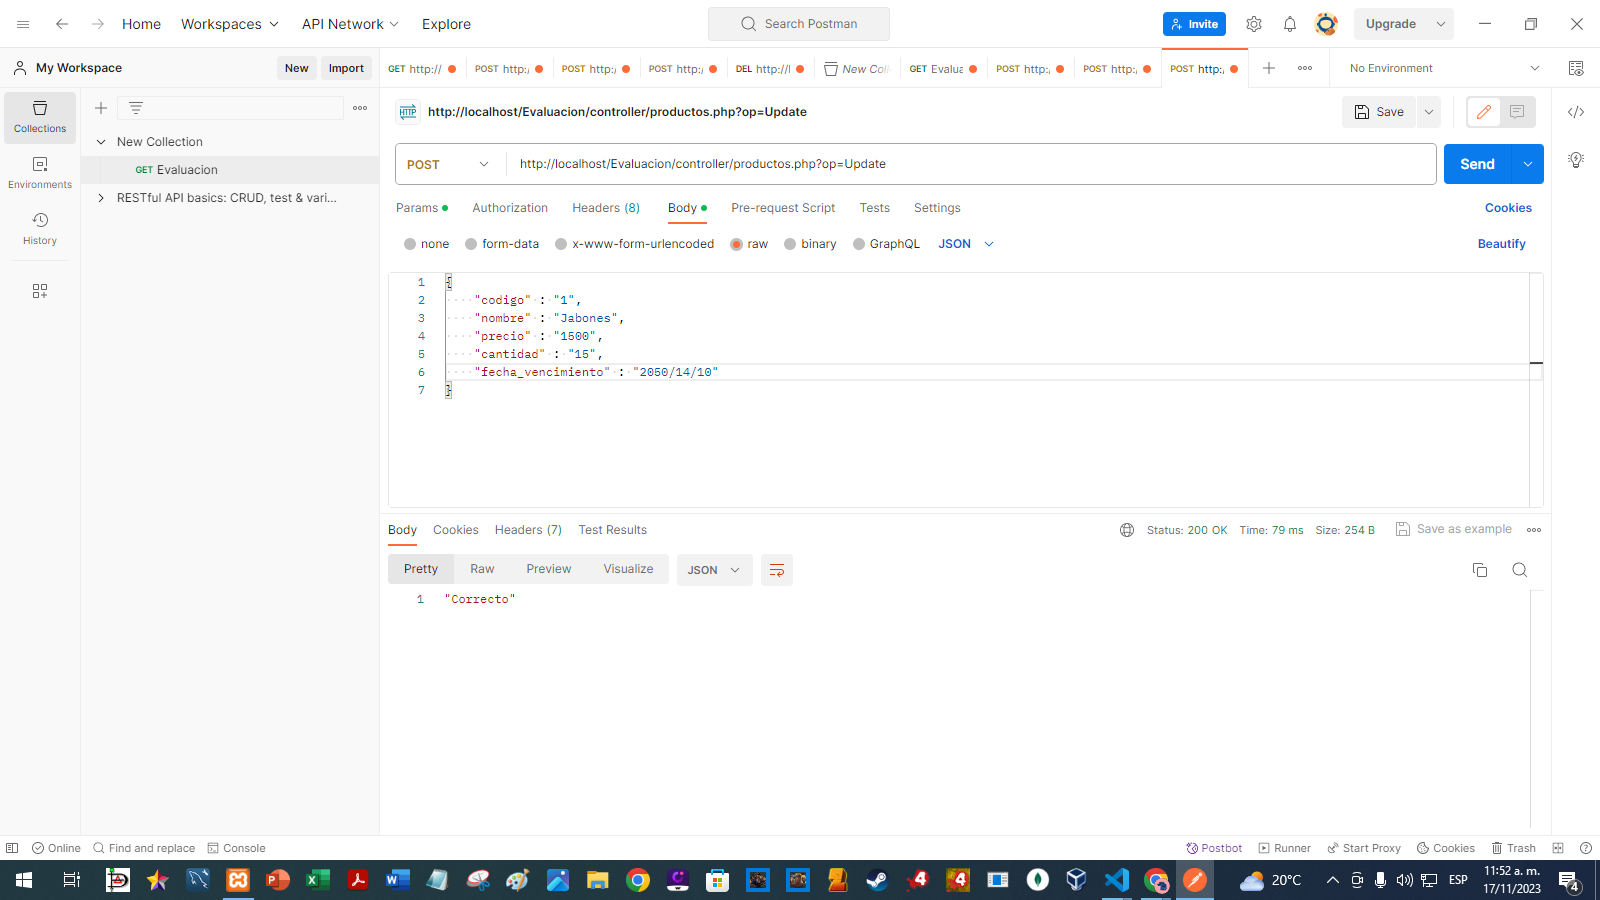 Home
Workspaces
API Network
Explore
Search Postman
Invite
Upgrade
My Workspace
New
Import
GET http://
POST http:
POST http:
POST http:
DEL http://
New Coll
GET Evalua
POST http:
POST http:
POST http:
No Environment
Collections
Environments
History
New Collection
GET Evaluacion
RESTful API basics: CRUD, test & vari...
HTTP
http://localhost/Evaluacion/controller/productos.php?op=Update
Save
POST
http://localhost/Evaluacion/controller/productos.php?op=Update
Send
Params
Authorization
Headers (8)
Body
Pre-request Script
Tests
Settings
Cookies
none
form-data
x-www-form-urlencoded
raw
binary
GraphQL
JSON
Beautify
1 {
2 "codigo" : "1",
3 "nombre" : "Jabones",
4 "precio" : "1500",
5 "cantidad" : "15",
6 "fecha_vencimiento" : "2050/14/10"
7 }
Body
Cookies
Headers (7)
Test Results
Status: 200 OK
Time: 79 ms
Size: 254 B
Save as example
Pretty
Raw
Preview
Visualize
JSON
1 "Correcto"
Online
Find and replace
Console
Postbot
Runner
Start Proxy
Cookies
Trash
20°C
ESP
11:52 a. m.
17/11/2023
4